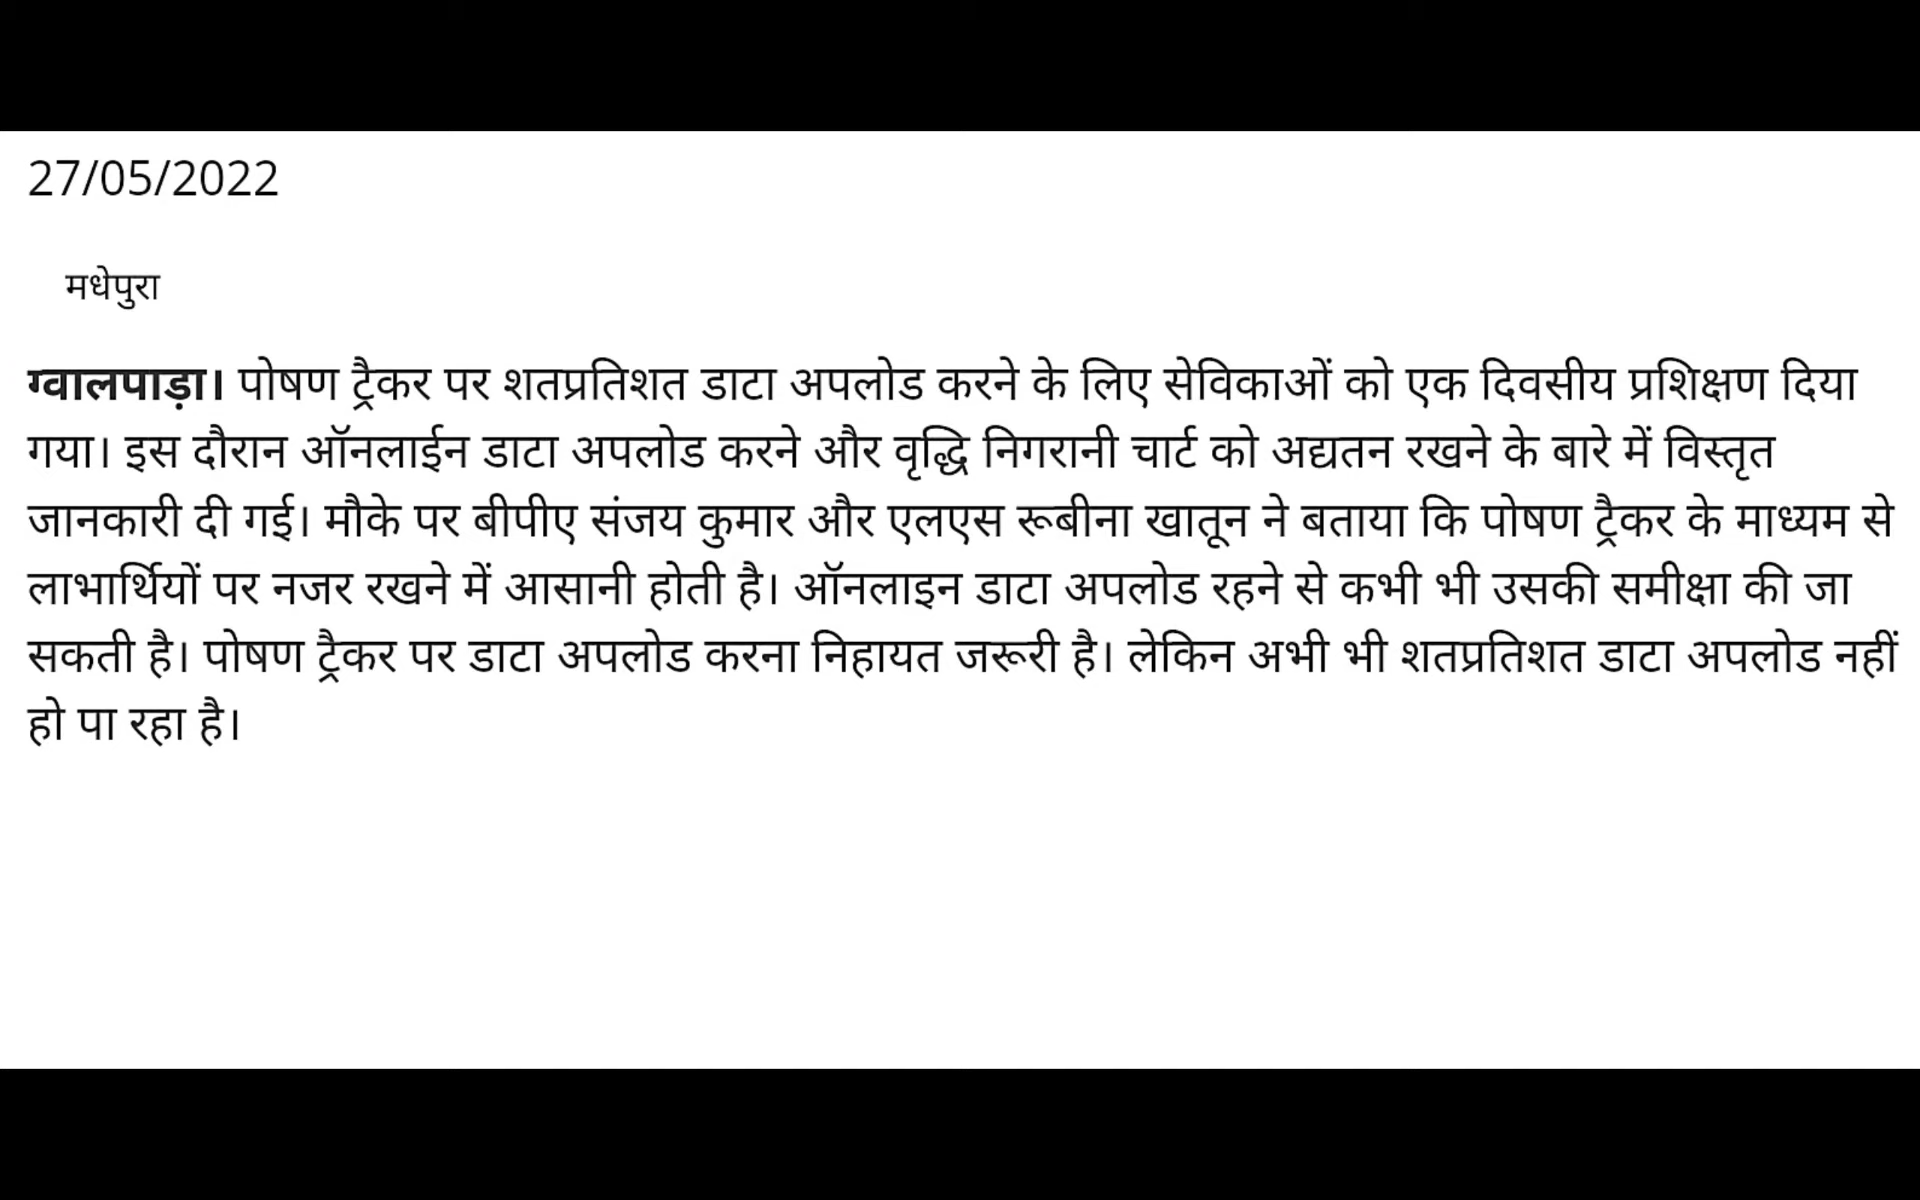 27/05/2022
मधेपुरा
ग्वालपाड़ा। पोषण ट्रैकर पर शतप्रतिशत डाटा अपलोड करने के लिए सेविकाओं को एक दिवसीय प्रशिक्षण दिया
गया। इस दौरान ऑनलाईन डाटा अपलोड करने और वृद्धि निगरानी चार्ट को अद्यतन रखने के बारे में विस्तृत
जानकारी दी गई। मौके पर बीपीए संजय कुमार और एलएस रूबीना खातून ने बताया कि पोषण ट्रैकर के माध्यम से
लाभार्थियों पर नजर रखने में आसानी होती है। ऑनलाइन डाटा अपलोड रहने से कभी भी उसकी समीक्षा की जा
सकती है। पोषण ट्रैकर पर डाटा अपलोड करना निहायत जरूरी है। लेकिन अभी भी शतप्रतिशत डाटा अपलोड नहीं
हो पा रहा है।